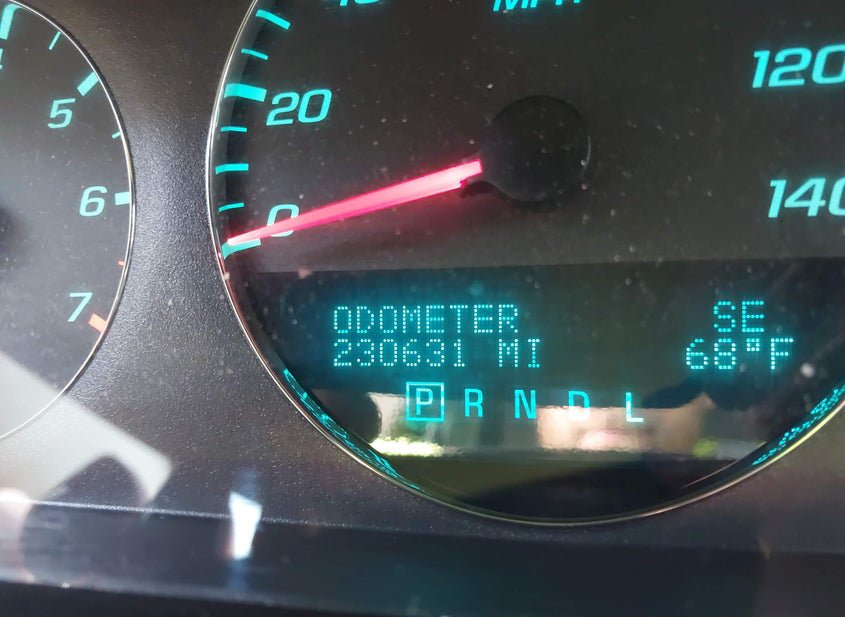 MPH
120
5
20
6
140
0
7
ODOMETER SE
230631 MI 68°F
P R N D L